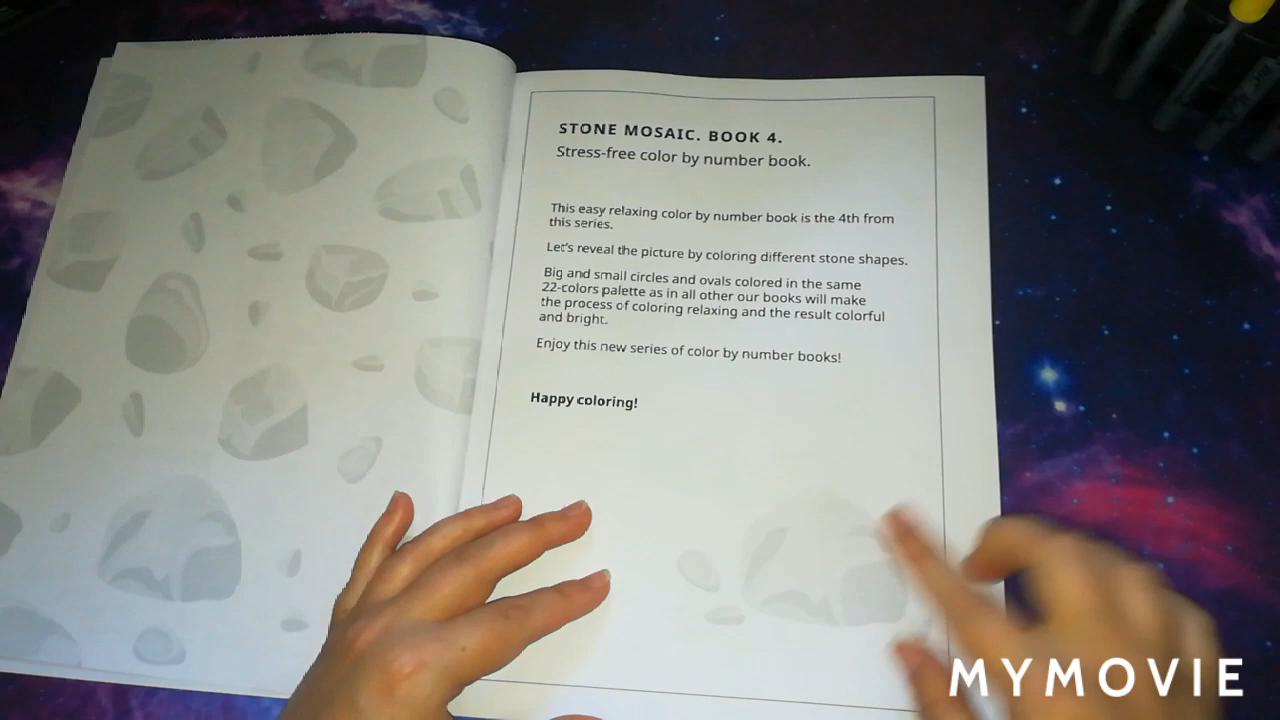 STONE MOSAIC. BOOK 4.
Stress-free color by number book.
This easy relaxing color by number book is the 4th from
this series.
Let's reveal the picture by coloring different stone shapes.
Big and small circles and ovals colored in the same
22-colors palette as in all other our books will make
the process of coloring relaxing and the result colorful
and bright.
Enjoy this new series of color by number books!
Happy coloring!
MYMOVIE